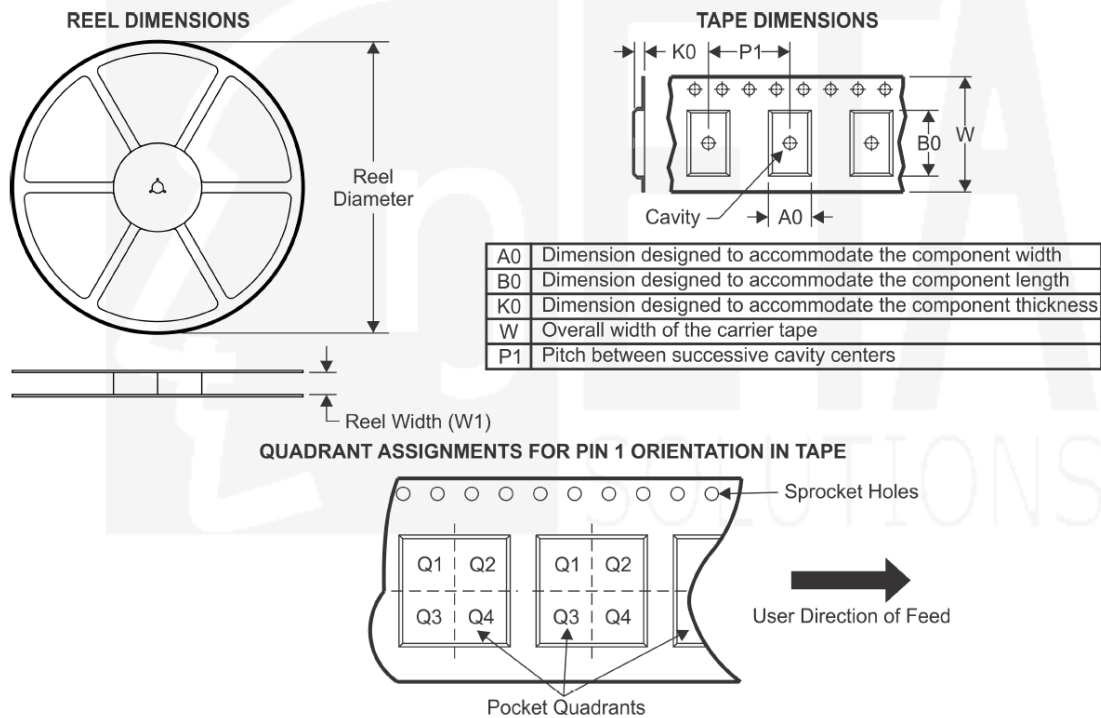 REEL DIMENSIONS
Reel
Diameter
Reel Width (W1)
TAPE DIMENSIONS
K0
P1
B0
W
Cavity
A0
A0 Dimension designed to accommodate the component width
B0 Dimension designed to accommodate the component length
K0 Dimension designed to accommodate the component thickness
W Overall width of the carrier tape
P1 Pitch between successive cavity centers
QUADRANT ASSIGNMENTS FOR PIN 1 ORIENTATION IN TAPE
Sprocket Holes
Q1 Q2 Q1 Q2
Q3 Q4 Q3 Q4
User Direction of Feed
Pocket Quadrants
ETA
SOLUTIONS